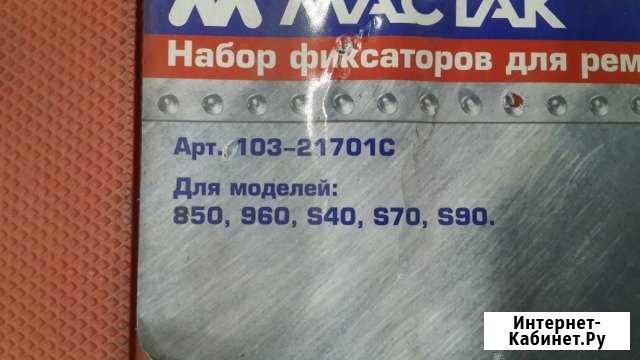 МАСТАК
Набор фиксаторов для рем
Арт. 103-21701С
Для моделей:
850, 960, S40, S70, S90.
Интернет-
Кабинет.Ру